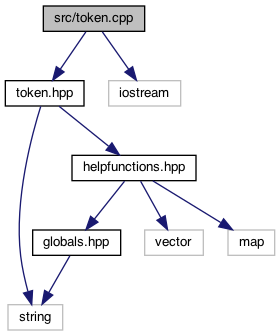 src/token.cpp
token.hpp
iostream
helpfunctions.hpp
globals.hpp
vector
map
string